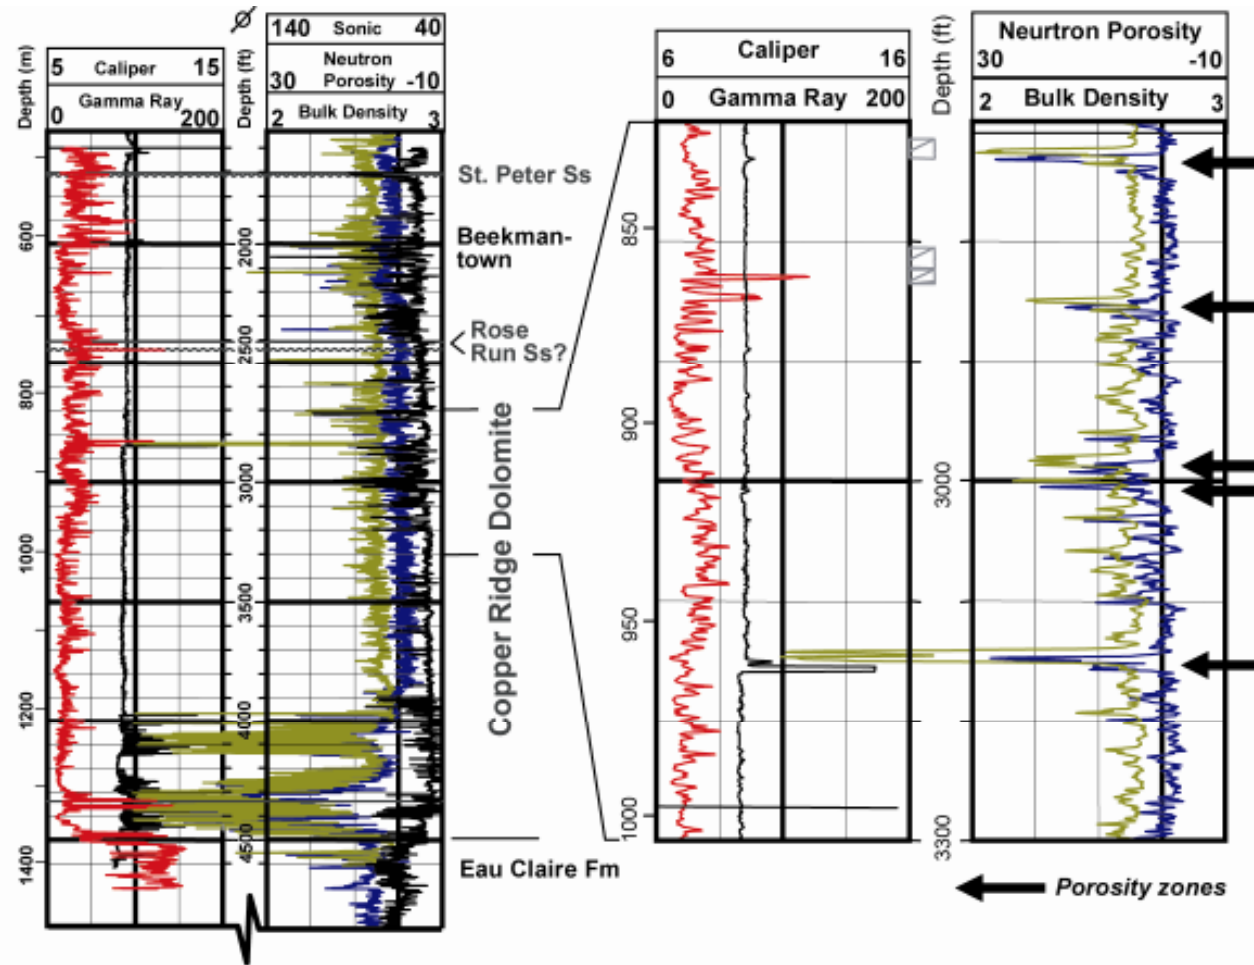 ϕ
140 Sonic 40
5 Caliper 15
Neutron
30 Porosity -10
0 Gamma Ray 200
2 Bulk Density 3
Depth (m)
Depth (ft)
600
800
1000
1200
1400
2000
2500
3000
3500
4000
4500
St. Peter Ss
Beekman-
town
Rose
Run Ss?
Copper Ridge Dolomite
Eau Claire Fm
6 Caliper 16
0 Gamma Ray 200
850
900
950
1000
Depth (ft)
Neurtron Porosity
30 -10
2 Bulk Density 3
3000
3300
Porosity zones